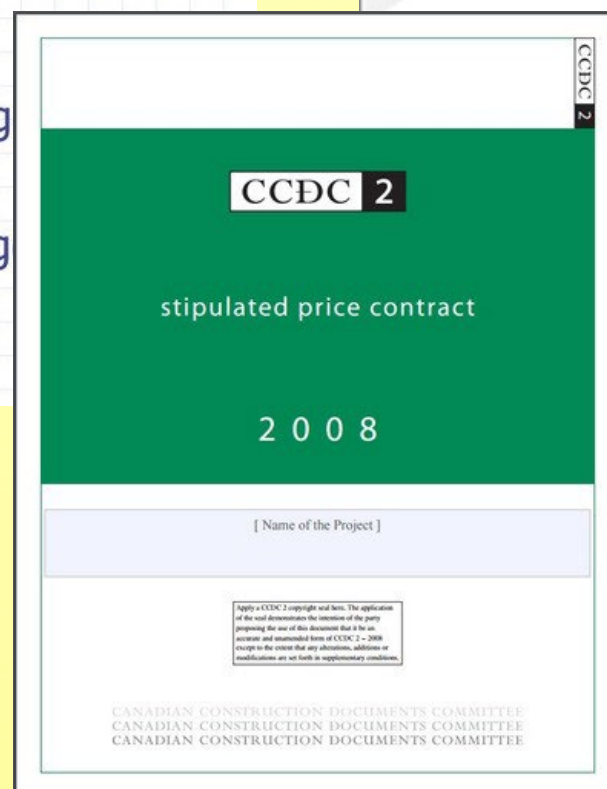 g
g
CCDC 2
CCDC 2
stipulated price contract
2008
[ Name of the Project ]
Apply a CCDC 2 copyright seal here. The application
of the seal demonstrates the intention of the party
proposing the use of this document that it be an
accurate and unamended form of CCDC 2 – 2008
except to the extent that any alterations, additions or
modifications are set forth in supplementary conditions.
CANADIAN CONSTRUCTION DOCUMENTS COMMITTEE
CANADIAN CONSTRUCTION DOCUMENTS COMMITTEE
CANADIAN CONSTRUCTION DOCUMENTS COMMITTEE